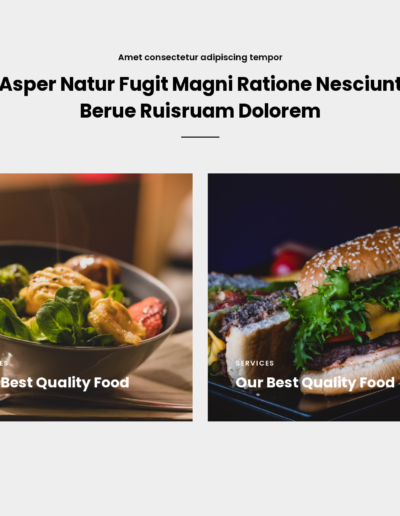 Amet consectetur adipiscing tempor
Asper Natur Fugit Magni Ratione Nesciunt
Berue Ruisruam Dolorem
SERVICES
Best Quality Food
Our Best Quality Food